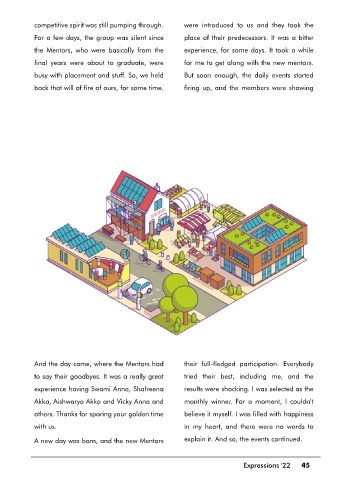 competitive spirit was still pumping through.
For a few days, the group was silent since
the Mentors, who were basically from the
final years were about to graduate, were
busy with placement and stuff. So, we held
back that will of fire of ours, for some time.
were introduced to us and they took the
place of their predecessors. It was a bitter
experience, for some days. It took a while
for me to get along with the new mentors.
But soon enough, the daily events started
firing up, and the members were showing
And the day came, where the Mentors had
to say their goodbyes. It was a really great
experience having Swami Anna, Shafreena
Akka, Aishwarya Akka and Vicky Anna and
others. Thanks for sparing your golden time
with us.
A new day was born, and the new Mentors
their full-fledged participation. Everybody
tried their best, including me, and the
results were shocking. I was selected as the
monthly winner. For a moment, I couldn't
believe it myself. I was filled with happiness
in my heart, and there were no words to
explain it. And so, the events continued.
Expressions '22 45